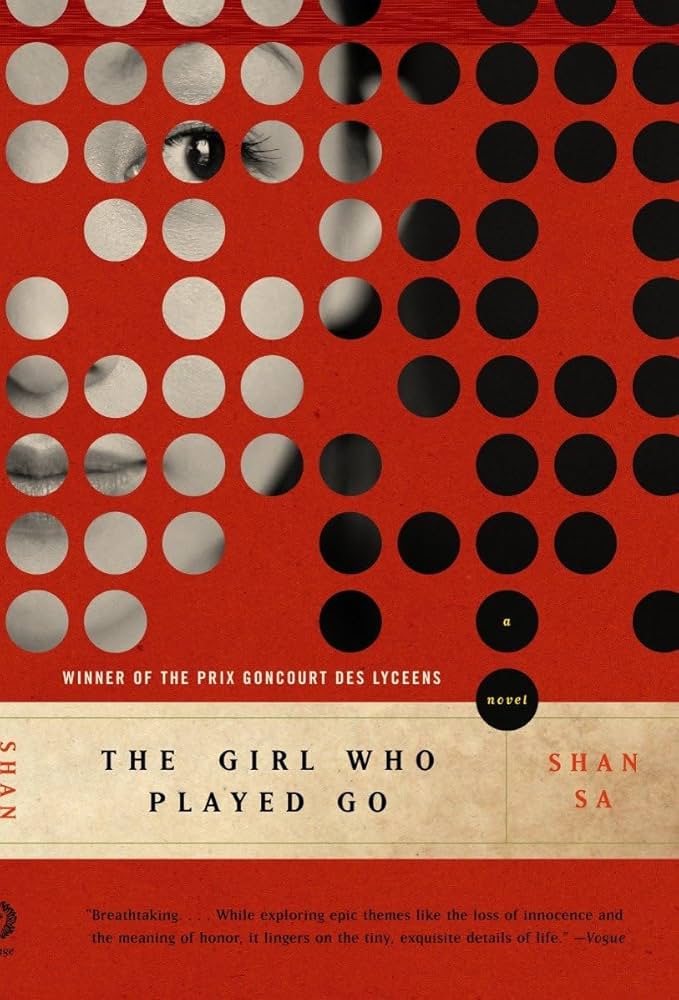 a
WINNER OF THE PRIX GONCOURT DES LYCEENS
novel
THE GIRL WHO
PLAYED GO
SHAN
SA
SHAN
"Breathtaking. . . . While exploring epic themes like the loss of innocence and
the meaning of honor, it lingers on the tiny, exquisite details of life." —Vogue